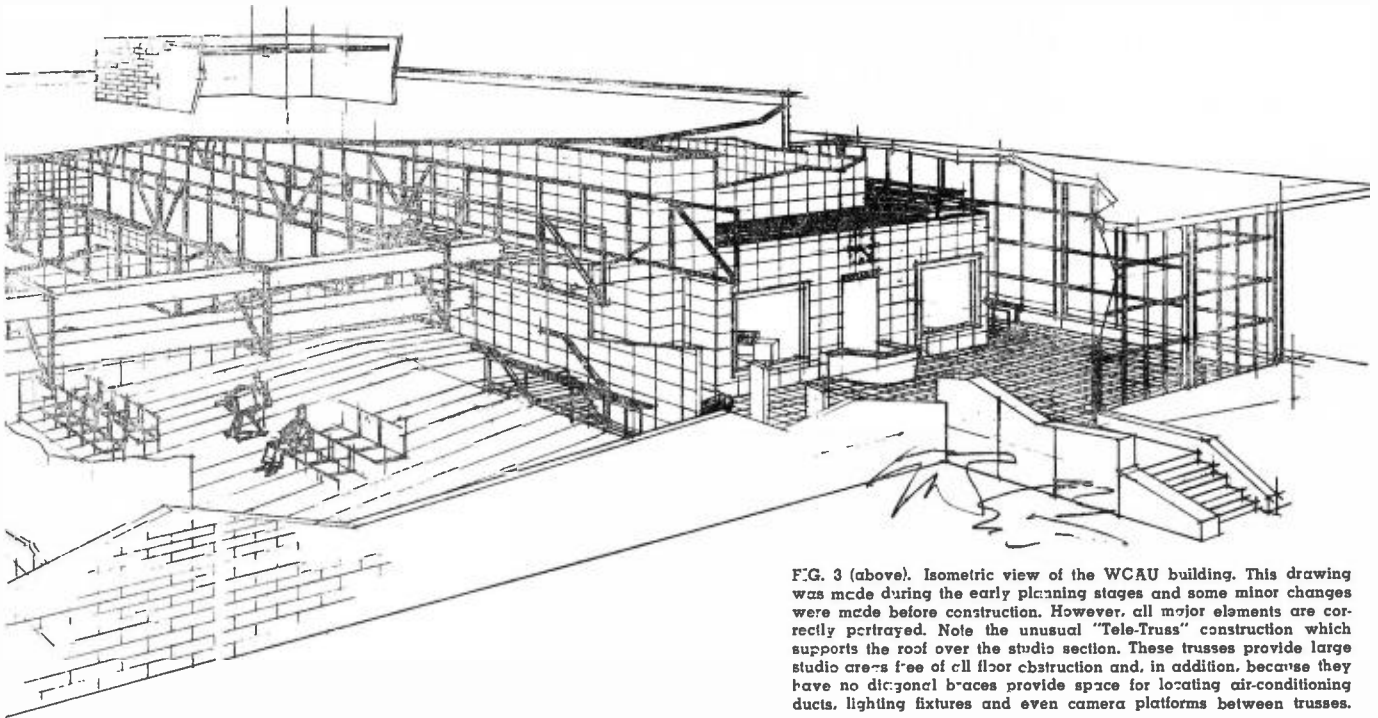 FIG. 3 (above). Isometric view of the WCAU building. This drawing
was made during the early planning stages and some minor changes
were made before construction. However, all major elements are cor-
rectly portrayed. Note the unusual "Tele-Truss" construction which
supports the roof over the studio section. These trusses provide large
studio areas free of all floor obstruction and, in addition, because they
have no diagonal braces provide space for locating air-conditioning
ducts, lighting fixtures and even camera platforms between trusses.